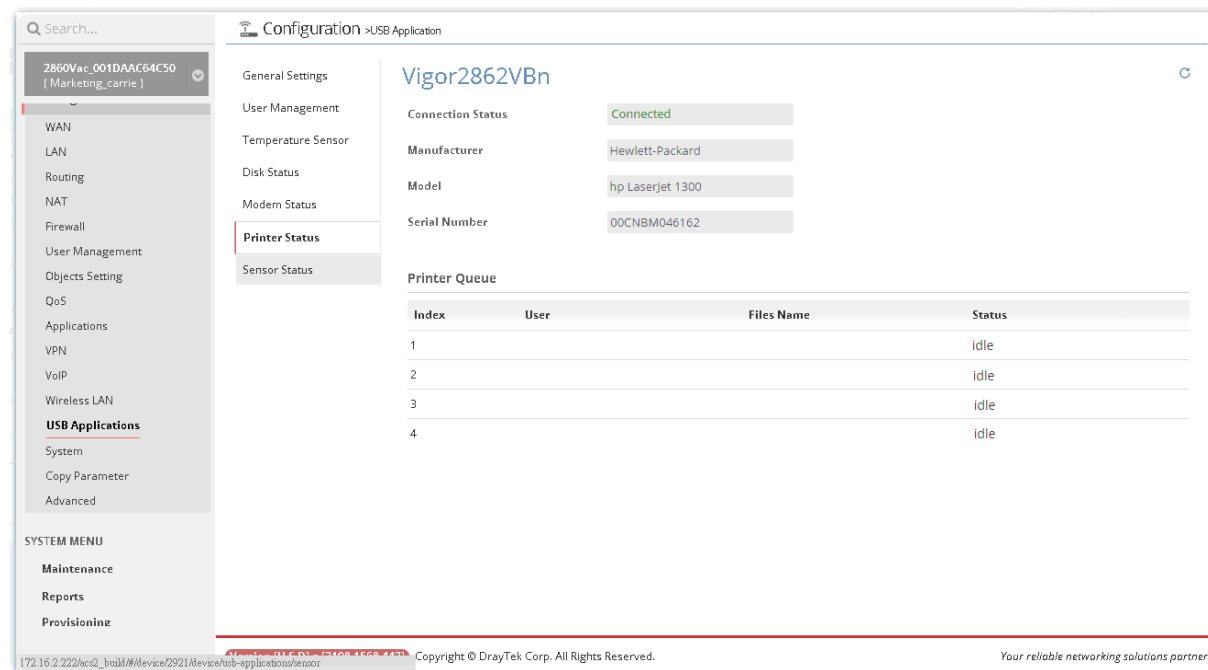 Search...
Configuration >USB Application
2860Vac_001DAAC64C50
[ Marketing_carrie ]
WAN
LAN
Routing
NAT
Firewall
User Management
Objects Setting
QoS
Applications
VPN
VoIP
Wireless LAN
USB Applications
System
Copy Parameter
Advanced
SYSTEM MENU
Maintenance
Reports
Provisioning
General Settings
User Management
Temperature Sensor
Disk Status
Modem Status
Printer Status
Sensor Status
Vigor2862VBn
Connection Status Connected
Manufacturer Hewlett-Packard
Model hp LaserJet 1300
Serial Number 00CNBM046162
Printer Queue
Index User Files Name Status
1 idle
2 idle
3 idle
4 idle
172.16.2.222/acs2_build/#/device/2921/device/usb-applications/sensor
Copyright © DrayTek Corp. All Rights Reserved.
Your reliable networking solutions partner